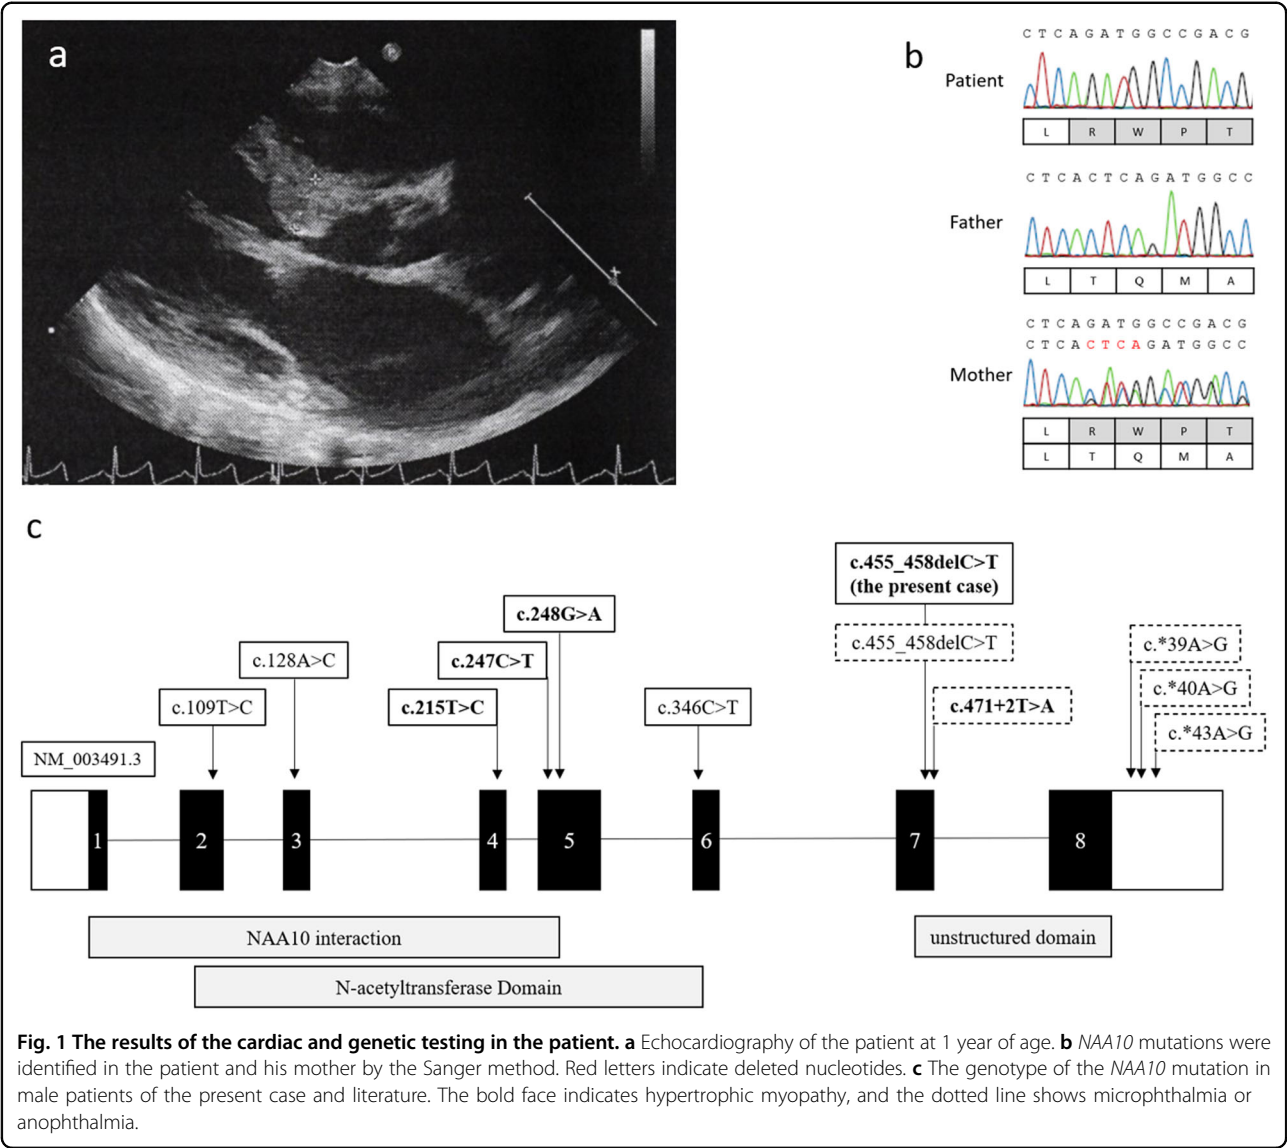 a
b
C T C A G A T G G C C G A C G
Patient
L R W P T
C T C A C T C A G A T G G C C
Father
L T Q M A
C T C A G A T G G C C G A C G
C T C A C T C A G A T G G C C
Mother
L R W P T
L T Q M A
c
c.455_458delC>T
(the present case)
c.248G>A
c.455_458delC>T
c.*39A>G
c.128A>C
c.247C>T
c.*40A>G
c.109T>C
c.215T>C
c.346C>T
c.471+2T>A
c.*43A>G
NM_003491.3
1 2 3 4 5 6 7 8
NAA10 interaction
unstructured domain
N-acetyltransferase Domain
Fig. 1 The results of the cardiac and genetic testing in the patient. a Echocardiography of the patient at 1 year of age. b NAA10 mutations were
identified in the patient and his mother by the Sanger method. Red letters indicate deleted nucleotides. c The genotype of the NAA10 mutation in
male patients of the present case and literature. The bold face indicates hypertrophic myopathy, and the dotted line shows microphthalmia or
anophthalmia.